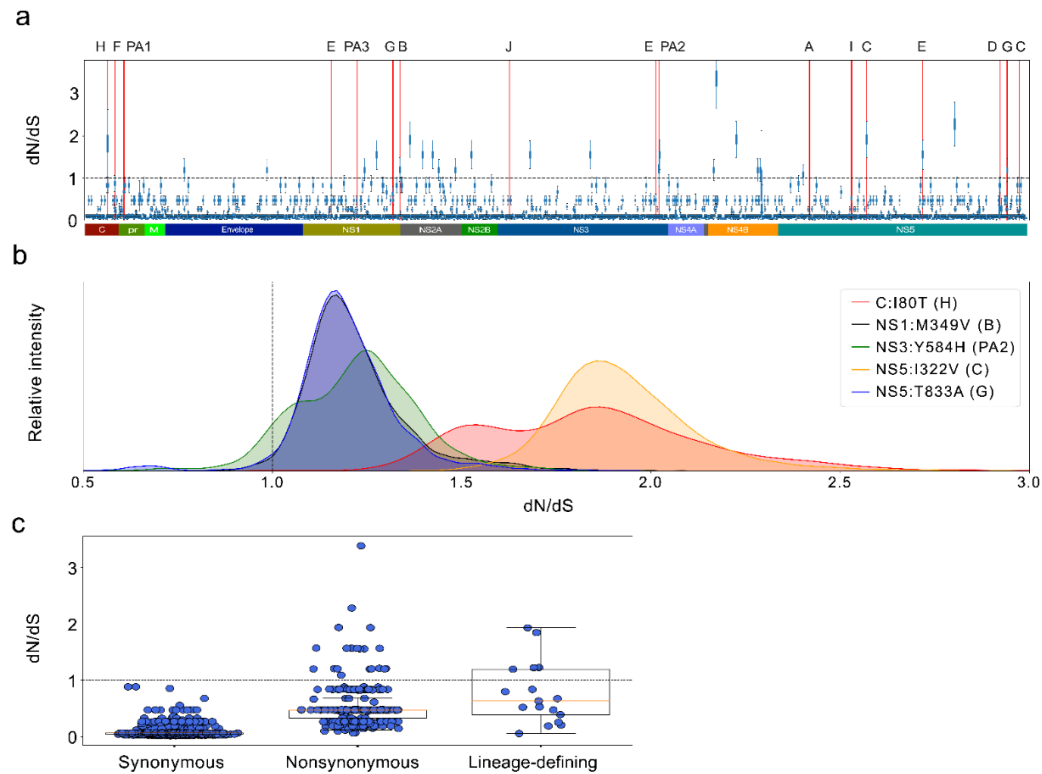 a
H F PA1 E PA3 G B J E PA2 A I C E D G C
dN/dS
3
2
1
0
C pr M Envelope NS1 NS2A NS2B NS3 NS4A NS4B NS5
b
Relative intensity
C:I80T (H)
NS1:M349V (B)
NS3:Y584H (PA2)
NS5:I322V (C)
NS5:T833A (G)
0.5 1.0 1.5 2.0 2.5 3.0
dN/dS
c
dN/dS
3
2
1
0
Synonymous Nonsynonymous Lineage-defining